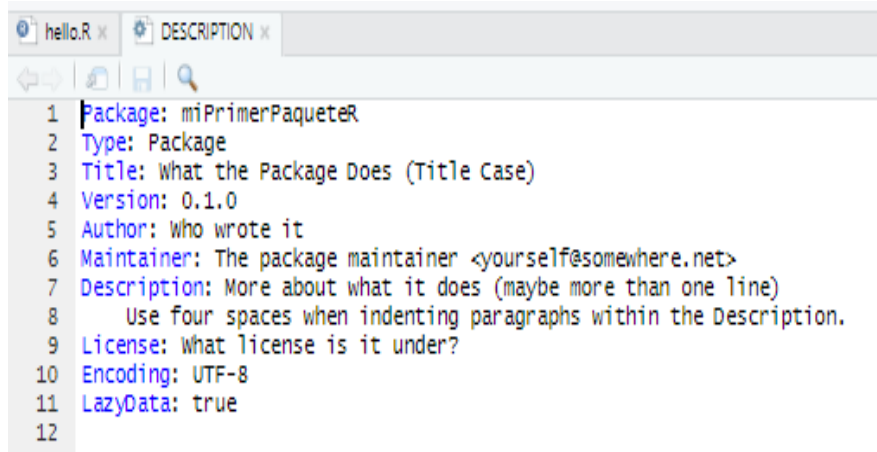 hello.R × DESCRIPTION ×
1 Package: miPrimerPaqueteR
2 Type: Package
3 Title: What the Package Does (Title Case)
4 Version: 0.1.0
5 Author: Who wrote it
6 Maintainer: The package maintainer <yourself@somewhere.net>
7 Description: More about what it does (maybe more than one line)
8     Use four spaces when indenting paragraphs within the Description.
9 License: What license is it under?
10 Encoding: UTF-8
11 LazyData: true
12